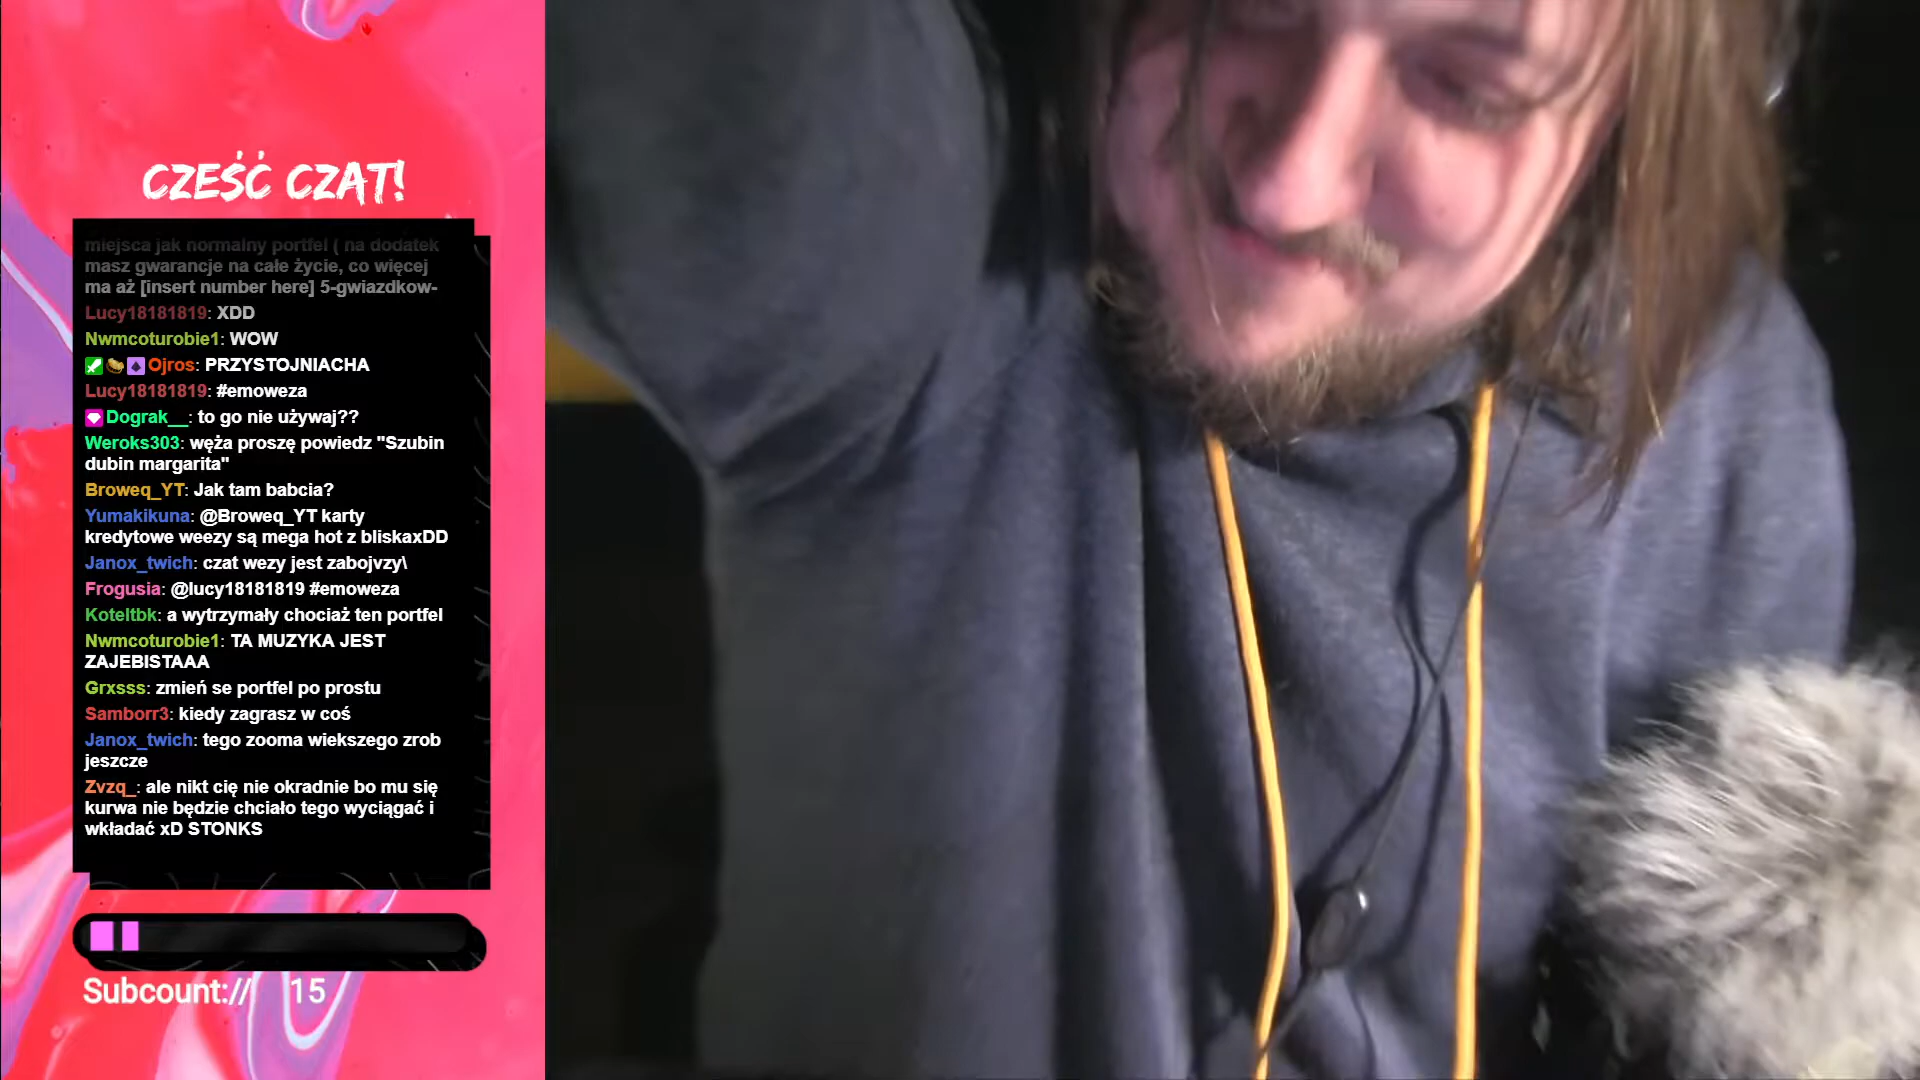 CZEŚĆ CZAT!
miejsca jak normalny portfel ( na dodatek
masz gwarancje na całe życie, co więcej
ma aż [insert number here] 5-gwiazdkow-
Lucy18181819: XDD
Nwmcoturobie1: WOW
Ojros: PRZYSTOJNIACHA
Lucy18181819: #emoweza
Dograk__: to go nie używaj??
Weroks303: węża proszę powiedz "Szubin
dubin margarita"
Broweq_YT: Jak tam babcia?
Yumakikuna: @Broweq_YT karty
kredytowe weezy są mega hot z bliskaxDD
Janox_twich: czat wezy jest zabojvzy\
Frogusia: @lucy18181819 #emoweza
Koteltbk: a wytrzymały chociaż ten portfel
Nwmcoturobie1: TA MUZYKA JEST
ZAJEBISTAAA
Grxsss: zmień se portfel po prostu
Samborr3: kiedy zagrasz w coś
Janox_twich: tego zooma wiekszego zrob
jeszcze
Zvzq_: ale nikt cię nie okradnie bo mu się
kurwa nie będzie chciało tego wyciągać i
wkładać xD STONKS
Subcount:// 15